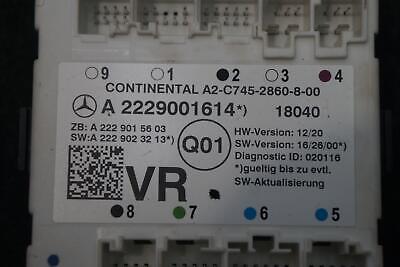 9 1 2 3 4
CONTINENTAL A2-C745-2860-8-00
A 2229001614*) 18040
ZB: A 222 901 56 03
SW: A 222 902 32 13*)
Q01
HW-Version: 12/20
SW-Version: 16/26/00*)
Diagnostic ID: 020116
*)gueltig bis zu evtl.
SW-Aktualisierung
VR
8 7 6 5